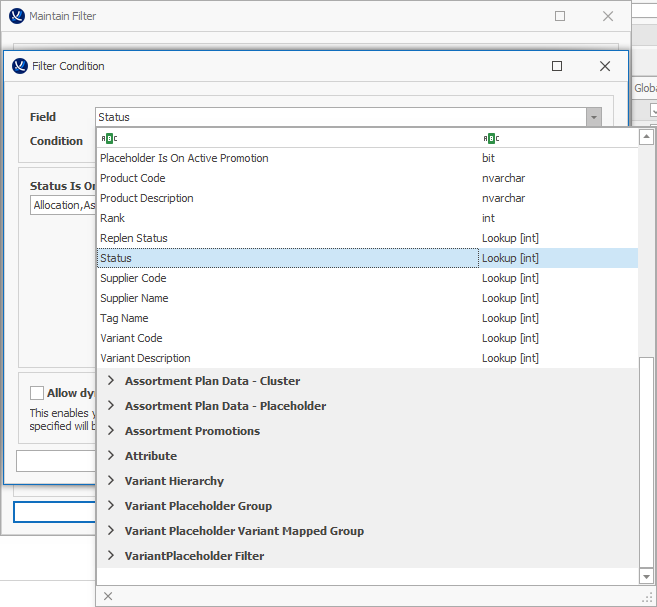 Maintain Filter
Filter Condition
Globa
Field
Status
Condition
ABC ABC
Placeholder Is On Active Promotion bit
Product Code nvarchar
Product Description nvarchar
Rank int
Replen Status Lookup [int]
Status Lookup [int]
Supplier Code Lookup [int]
Supplier Name Lookup [int]
Tag Name Lookup [int]
Variant Code Lookup [int]
Variant Description Lookup [int]
Status Is On
Allocation,As
Assortment Plan Data - Cluster
Assortment Plan Data - Placeholder
Assortment Promotions
Attribute
Variant Hierarchy
Variant Placeholder Group
Variant Placeholder Variant Mapped Group
VariantPlaceholder Filter
Allow dy
This enables y
specified will b